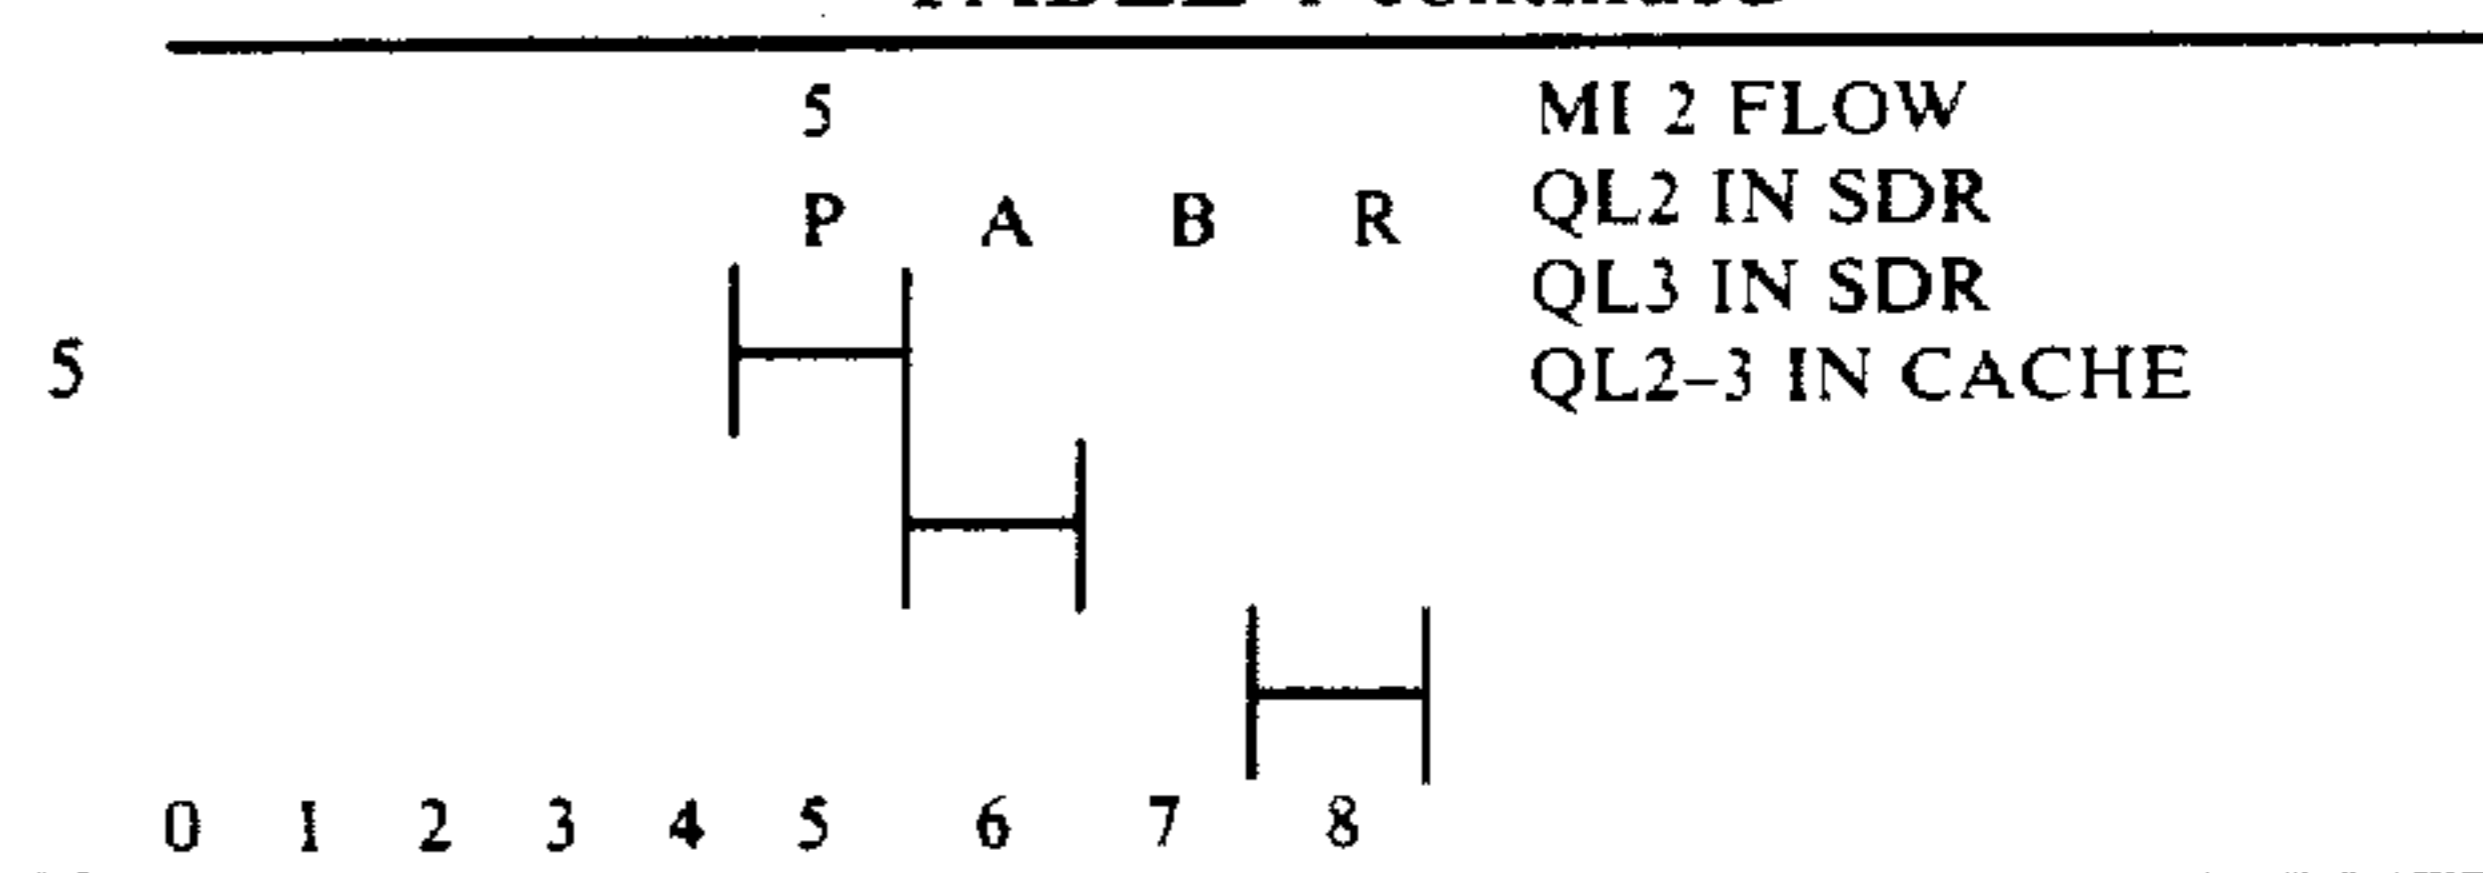 5 MI 2 FLOW
P A B R QL2 IN SDR
QL3 IN SDR
5 QL2–3 IN CACHE
0 1 2 3 4 5 6 7 8